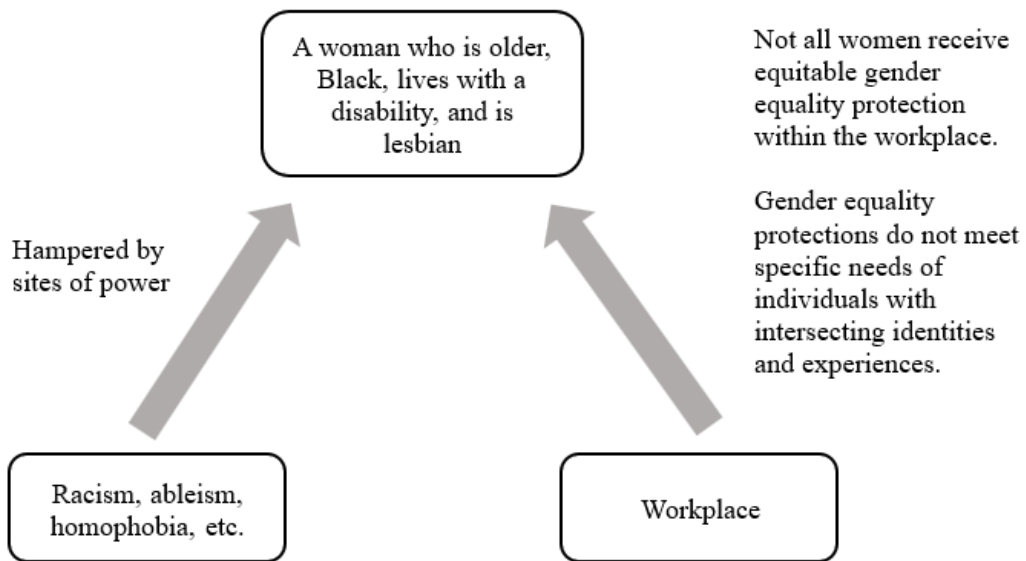 A woman who is older,
Black, lives with a
disability, and is
lesbian
Not all women receive
equitable gender
equality protection
within the workplace.
Gender equality
protections do not meet
specific needs of
individuals with
intersecting identities
and experiences.
Hampered by
sites of power
Racism, ableism,
homophobia, etc.
Workplace